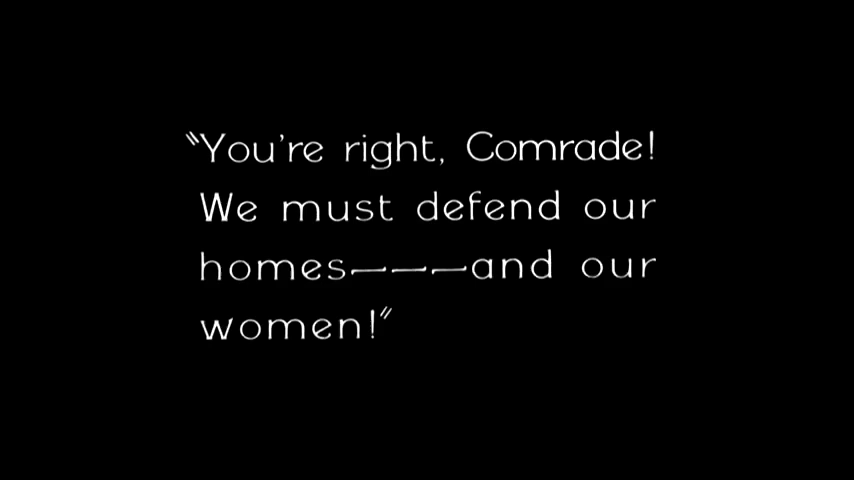 "You're right, Comrade!
We must defend our
homes———and our
women!"